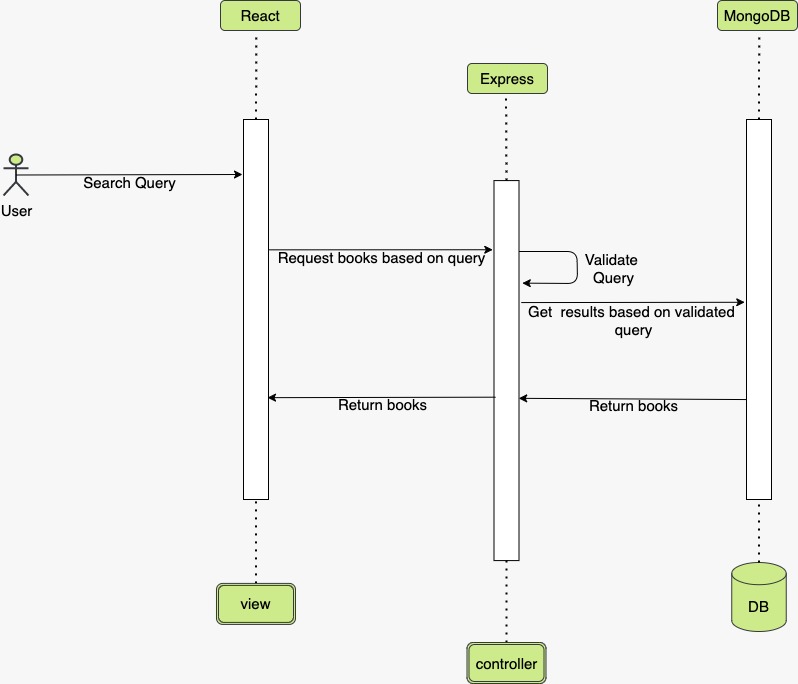 React
MongoDB
Express
Search Query
User
Request books based on query
Validate
Query
Get results based on validated
query
Return books
Return books
view
DB
controller